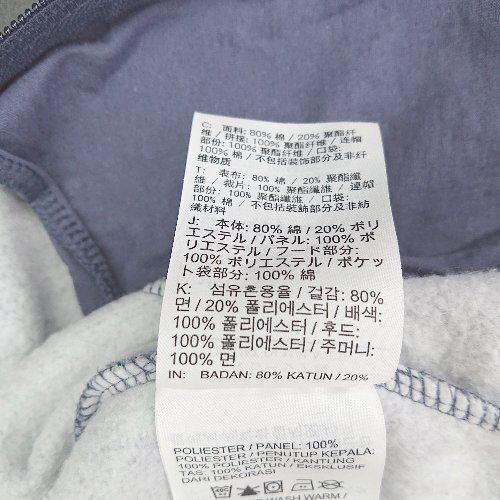 C: 面料: 80% 棉 / 20% 聚酯纤
维 / 拼接: 100% 聚酯纤维 / 连帽
部份: 100% 聚酯纤维 / 口袋:
100% 棉 / 不包括装饰部分及非纤
维物质
T: 表布: 80% 棉 / 20% 聚酯纖
維 / 裁片: 100% 聚酯纖維 / 連帽
部份: 100% 聚酯纖維 / 口袋:
100% 棉 / 不包括裝飾部分及非紡
織材料
J: 本体: 80% 綿 / 20% ポリ
エステル / パネル: 100% ポ
リエステル / フード部分:
100% ポリエステル / ポケッ
ト袋部分: 100% 綿
K: 섬유혼용율 / 겉감: 80%
면 / 20% 폴리에스터 / 배색:
100% 폴리에스터 / 후드:
100% 폴리에스터 / 주머니:
100% 면
IN: BADAN: 80% KATUN / 20%
POLIESTER / PANEL: 100%
POLIESTER / PENUTUP KEPALA:
100% POLIESTER / KANTUNG
TAS: 100% KATUN / EKSKLUSIF
DARI DEKORASI
WASH WARM /